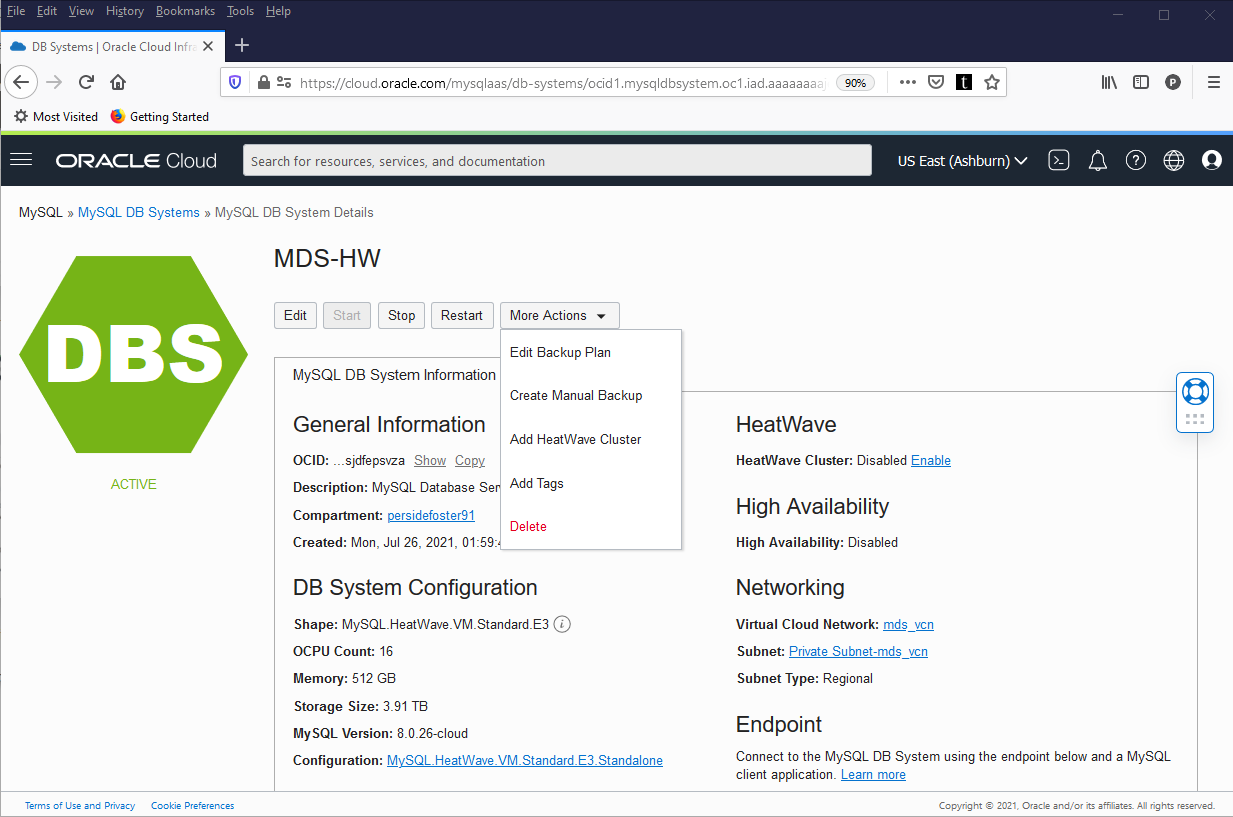 File Edit View History Bookmarks Tools Help
DB Systems | Oracle Cloud Infra
https://cloud.oracle.com/mysqlaas/db-systems/ocid1.mysqldbsystem.oc1.iad.aaaaaaaa 90% t P
Most Visited Getting Started
ORACLE Cloud Search for resources, services, and documentation US East (Ashburn)
MySQL » MySQL DB Systems » MySQL DB System Details
MDS-HW
DBS
ACTIVE
Edit Start Stop Restart More Actions
Edit Backup Plan
Create Manual Backup
Add HeatWave Cluster
Add Tags
Delete
MySQL DB System Information
General Information
OCID: ...sjdfepsvza Show Copy
Description: MySQL Database Ser
Compartment: persidefoster91
Created: Mon, Jul 26, 2021, 01:59:
DB System Configuration
Shape: MySQL.HeatWave.VM.Standard.E3
OCPU Count: 16
Memory: 512 GB
Storage Size: 3.91 TB
MySQL Version: 8.0.26-cloud
Configuration: MySQL.HeatWave.VM.Standard.E3.Standalone
HeatWave
HeatWave Cluster: Disabled Enable
High Availability
High Availability: Disabled
Networking
Virtual Cloud Network: mds_vcn
Subnet: Private Subnet-mds_vcn
Subnet Type: Regional
Endpoint
Connect to the MySQL DB System using the endpoint below and a MySQL
client application. Learn more
Terms of Use and Privacy Cookie Preferences Copyright © 2021, Oracle and/or its affiliates. All rights reserved.